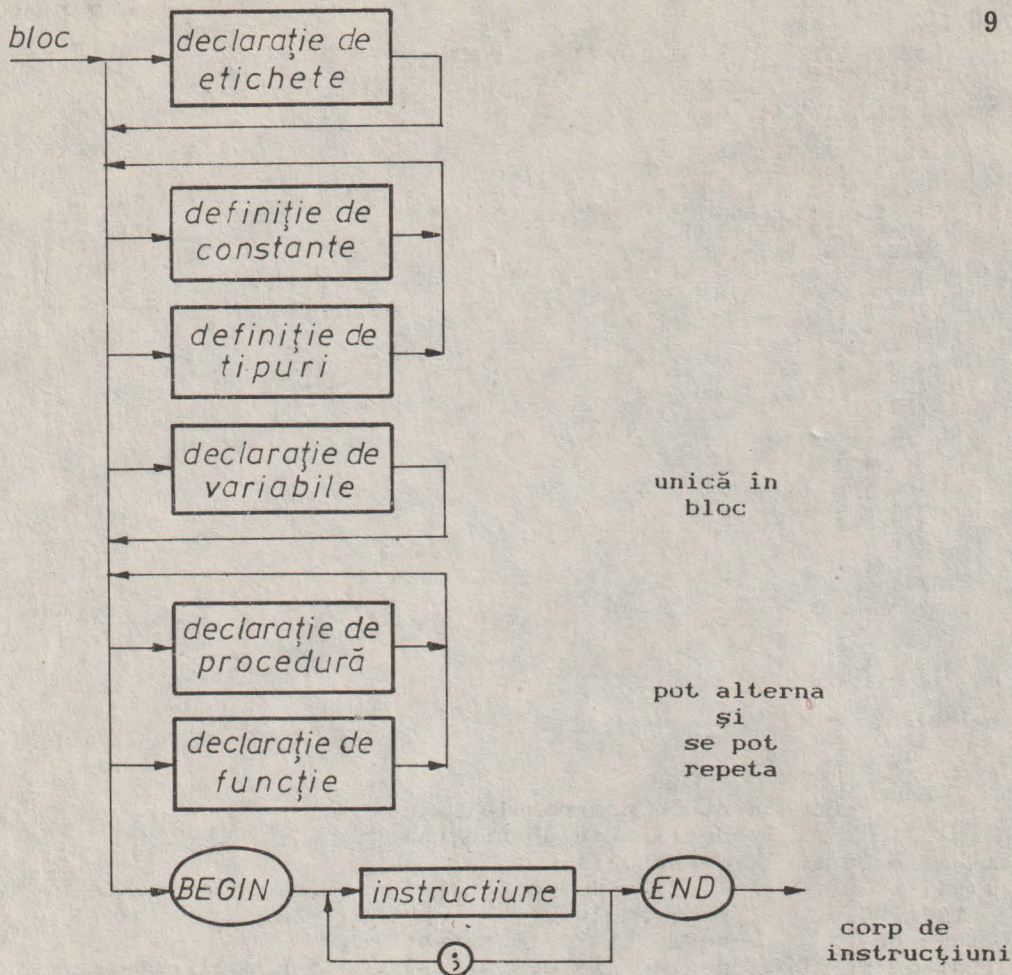 9
bloc
declarație de
etichete
definiție de
constante
definiție de
tipuri
declarație de
variabile
unică în
bloc
declarație de
procedură
declarație de
funcție
pot alterna
și
se pot
repeta
BEGIN
instructiune
END
;
corp de
instrucțiuni